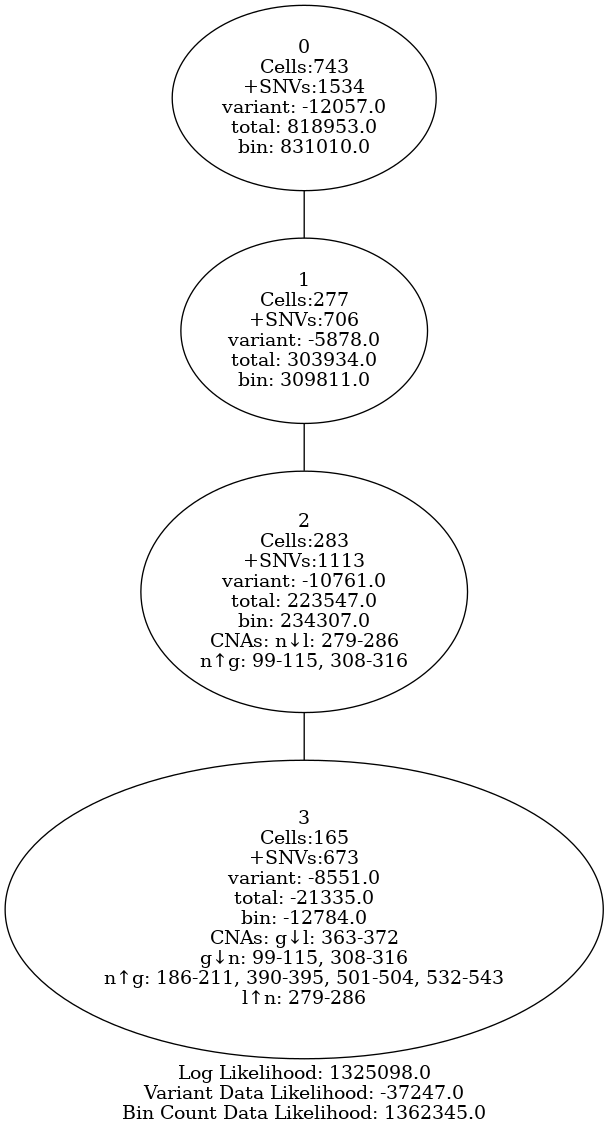 0
Cells:743
+SNVs:1534
variant: -12057.0
total: 818953.0
bin: 831010.0
1
Cells:277
+SNVs:706
variant: -5878.0
total: 303934.0
bin: 309811.0
2
Cells:283
+SNVs:1113
variant: -10761.0
total: 223547.0
bin: 234307.0
CNAs: n↓l: 279-286
n↑g: 99-115, 308-316
3
Cells:165
+SNVs:673
variant: -8551.0
total: -21335.0
bin: -12784.0
CNAs: g↓l: 363-372
g↓n: 99-115, 308-316
n↑g: 186-211, 390-395, 501-504, 532-543
l↑n: 279-286
Log Likelihood: 1325098.0
Variant Data Likelihood: -37247.0
Bin Count Data Likelihood: 1362345.0